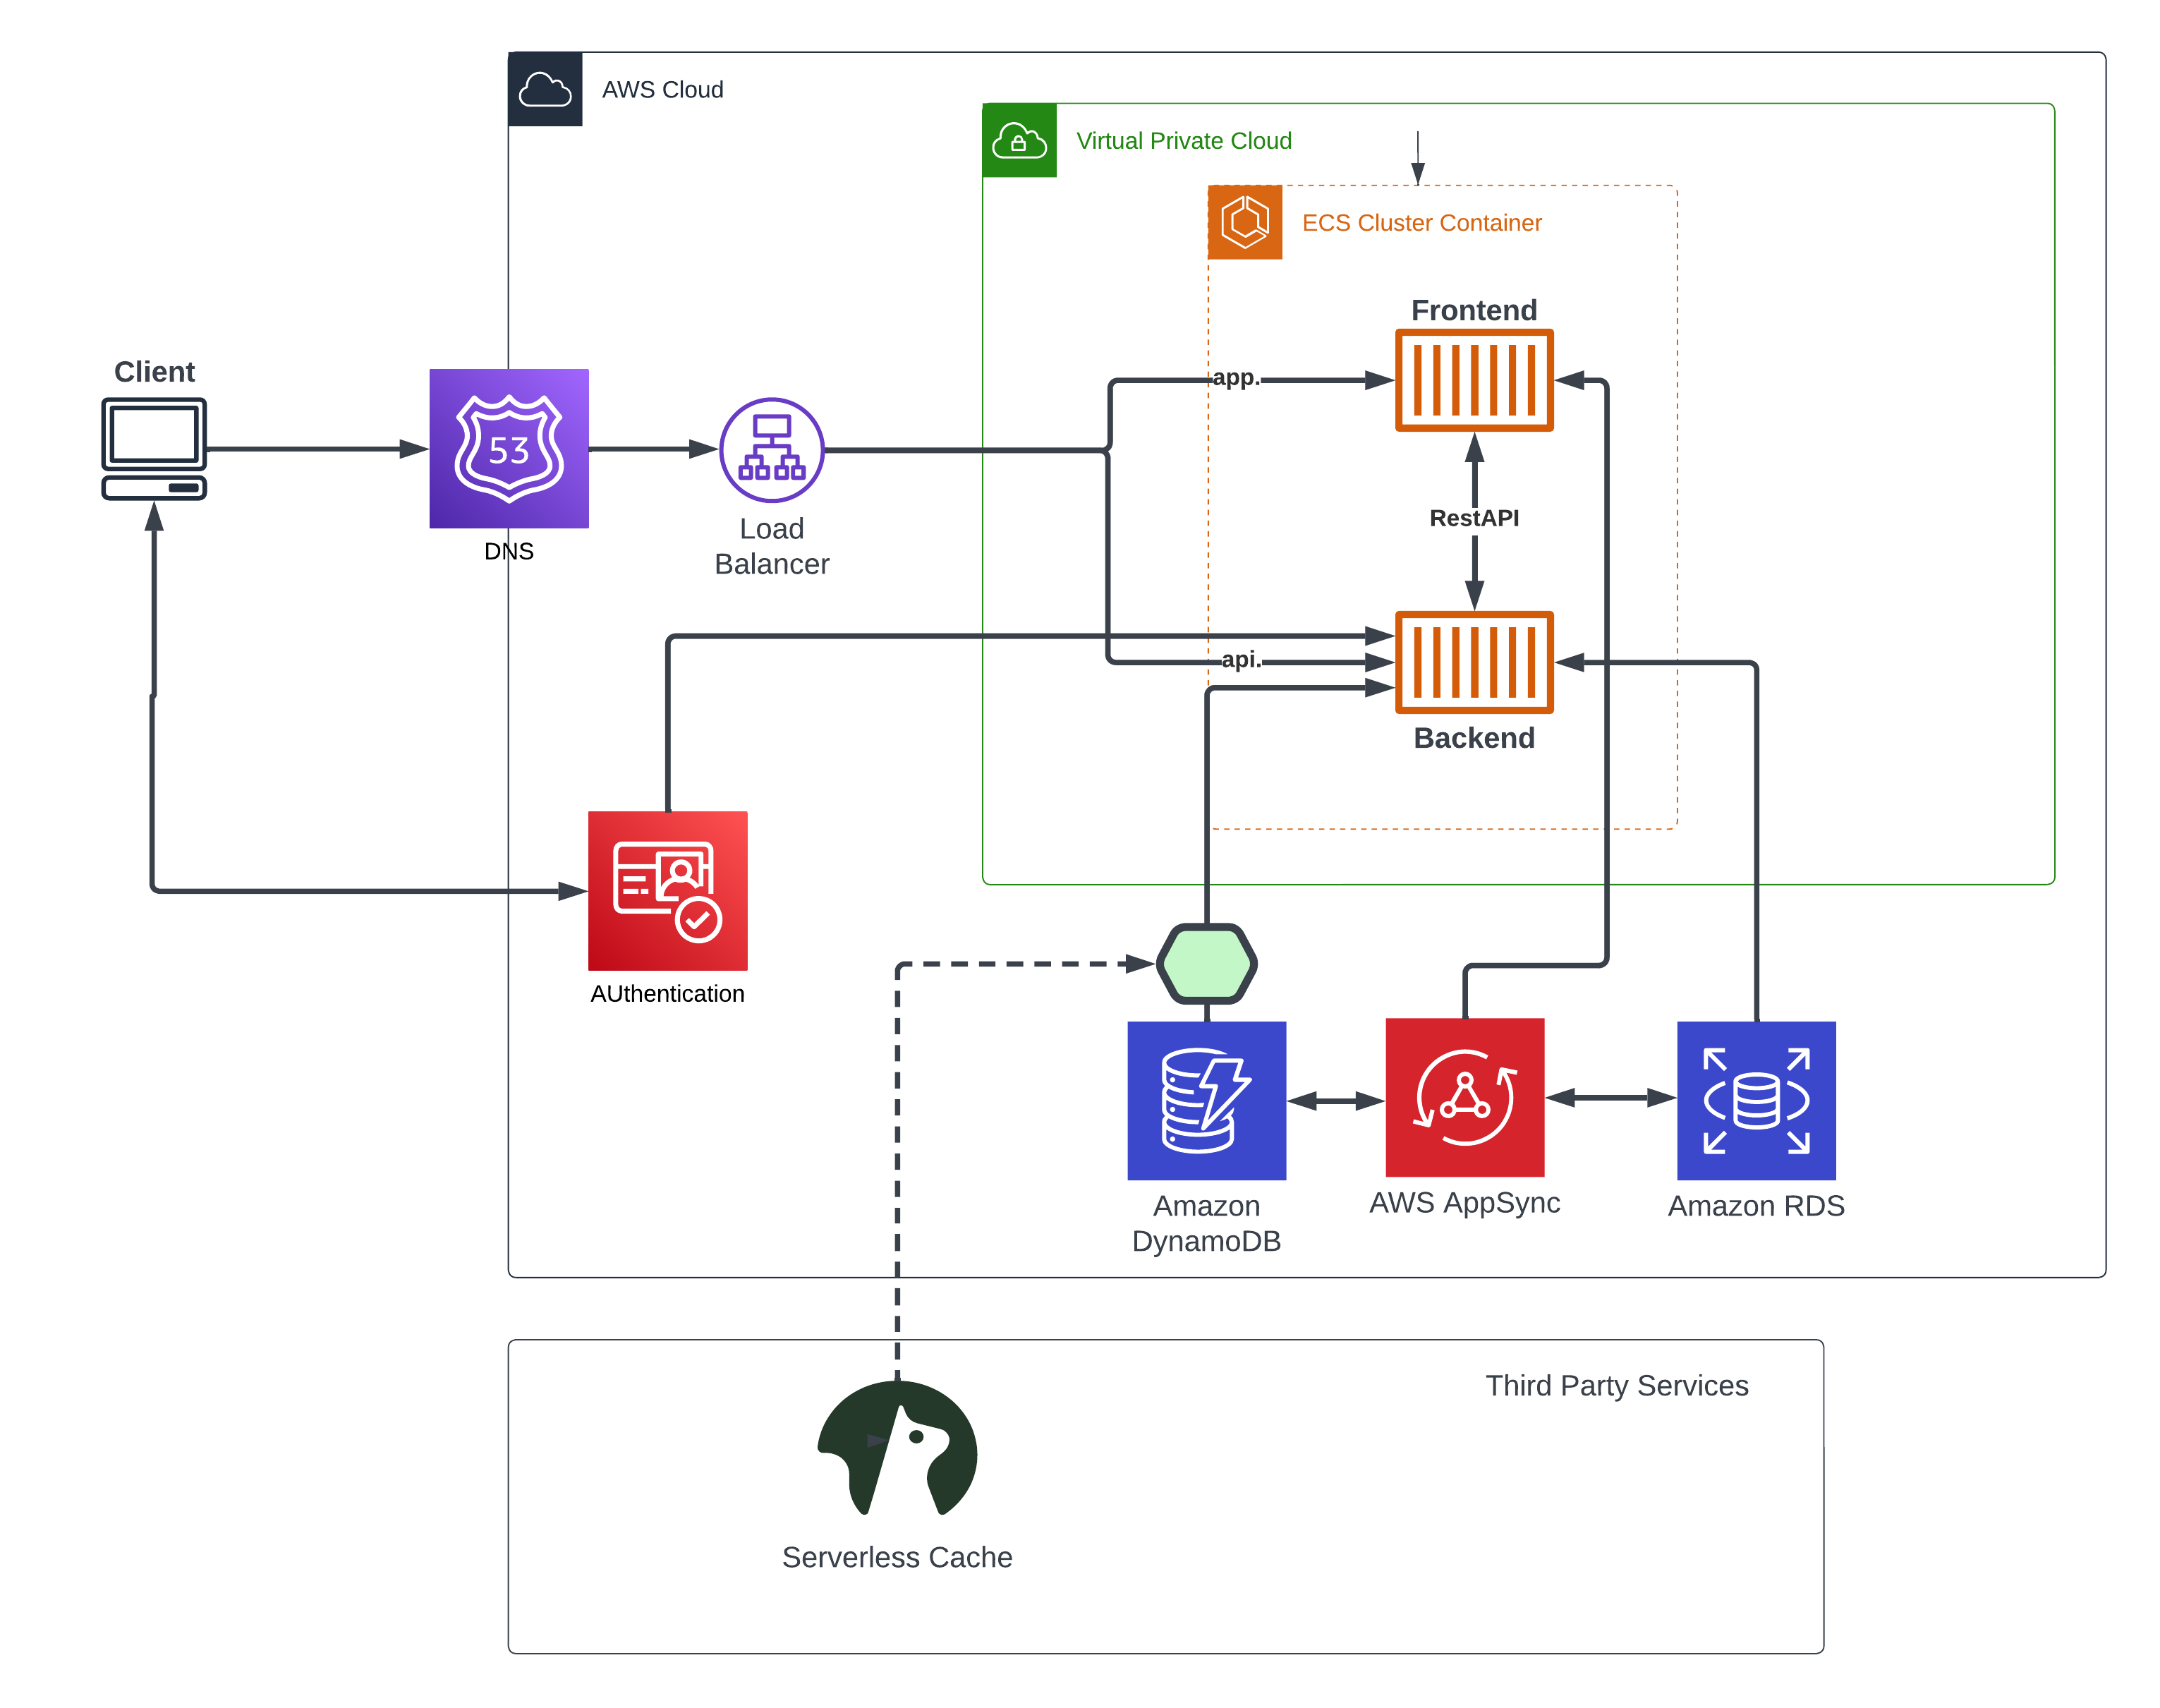 AWS Cloud
Virtual Private Cloud
ECS Cluster Container
Frontend
Client
app.
53
Load
Balancer
RestAPI
DNS
api.
Backend
AUthentication
Amazon
DynamoDB
AWS AppSync
Amazon RDS
Third Party Services
Serverless Cache